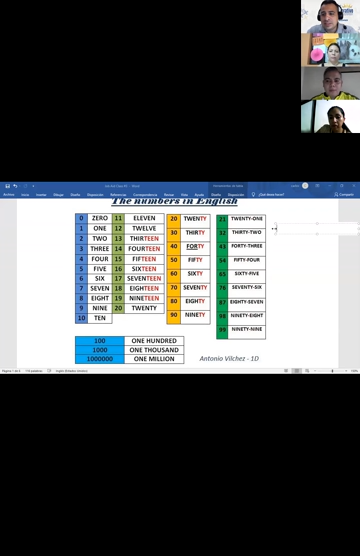 The numbers in English
0 ZERO
1 ONE
2 TWO
3 THREE
4 FOUR
5 FIVE
6 SIX
7 SEVEN
8 EIGHT
9 NINE
10 TEN
11 ELEVEN
12 TWELVE
13 THIRTEEN
14 FOURTEEN
15 FIFTEEN
16 SIXTEEN
17 SEVENTEEN
18 EIGHTEEN
19 NINETEEN
20 TWENTY
20 TWENTY
30 THIRTY
40 FORTY
50 FIFTY
60 SIXTY
70 SEVENTY
80 EIGHTY
90 NINETY
21 TWENTY-ONE
32 THIRTY-TWO
43 FORTY-THREE
54 FIFTY-FOUR
65 SIXTY-FIVE
76 SEVENTY-SIX
87 EIGHTY-SEVEN
98 NINETY-EIGHT
99 NINETY-NINE
100 ONE HUNDRED
1000 ONE THOUSAND
1000000 ONE MILLION
Antonio Vilchez - 1D